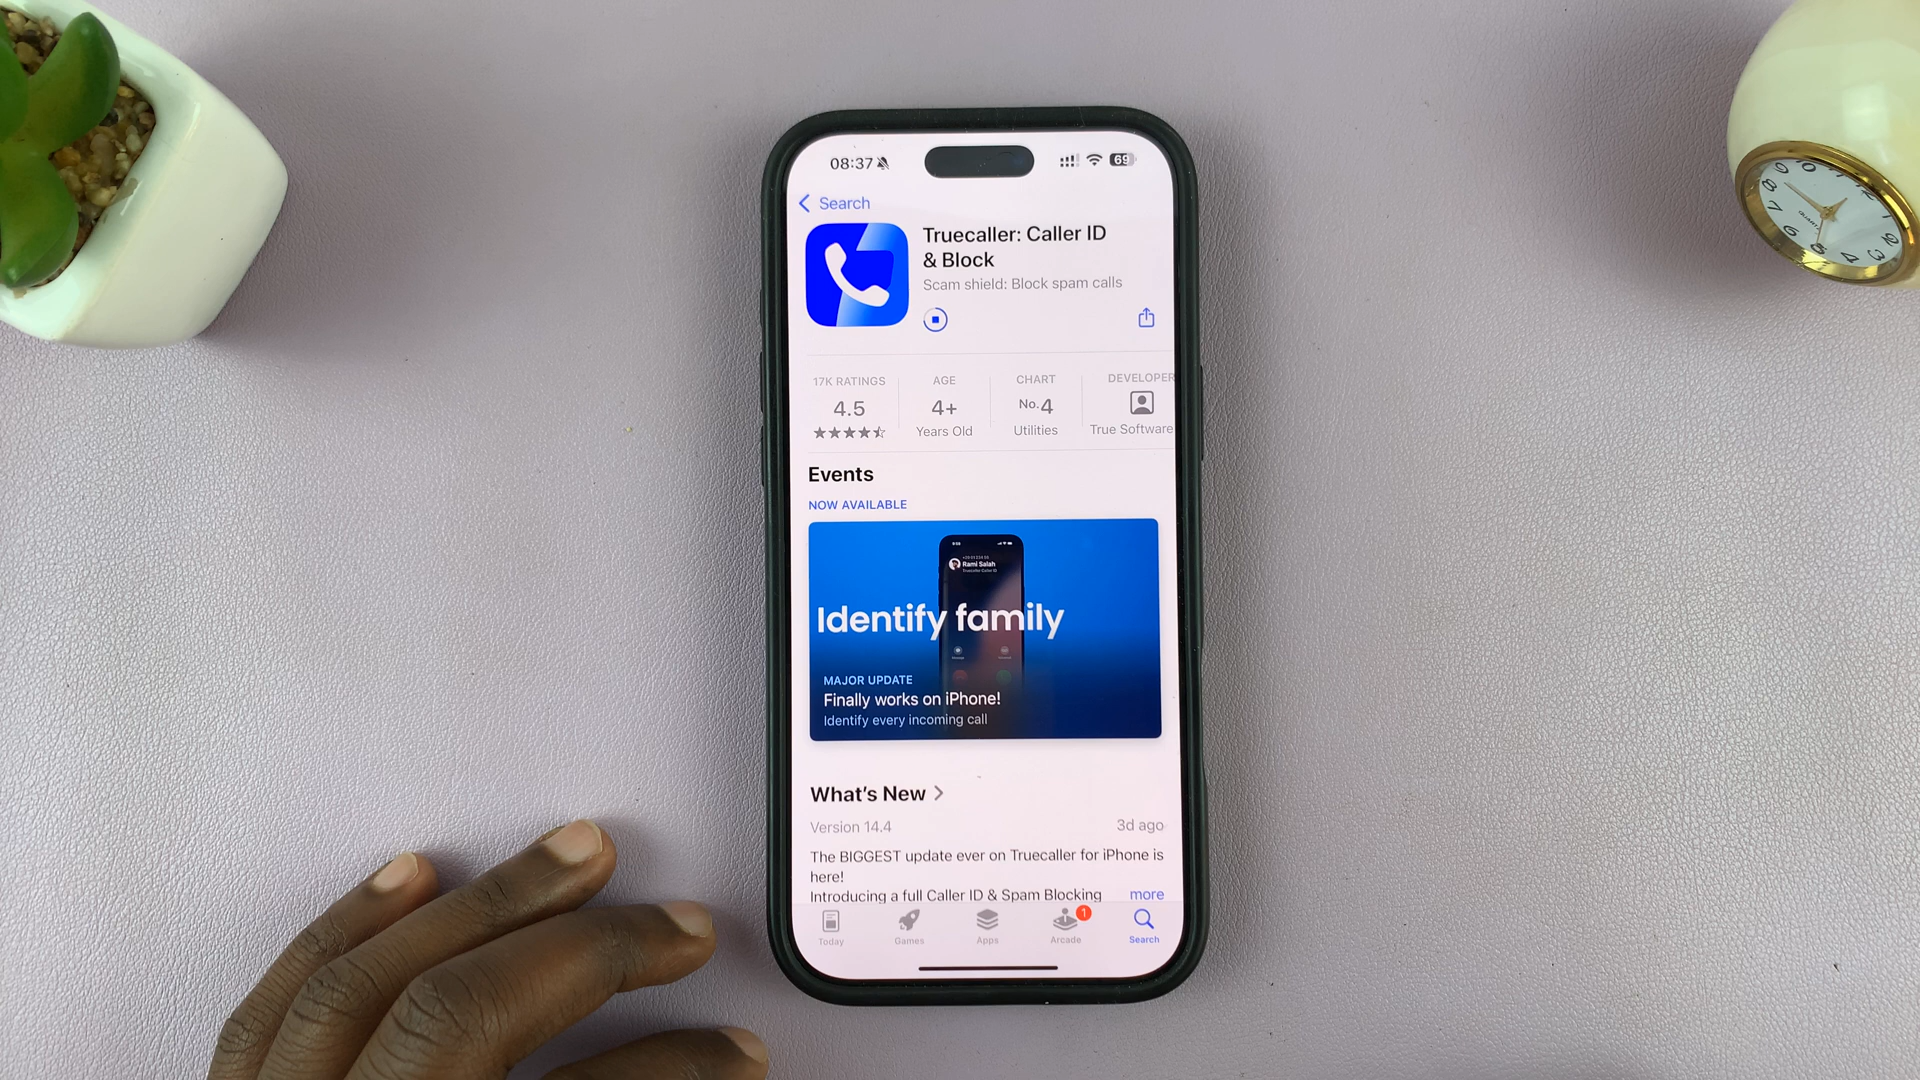 08:37
69
Search
Truecaller: Caller ID
& Block
Scam shield: Block spam calls
17K RATINGS
4.5
AGE
4+
Years Old
CHART
No.4
Utilities
DEVELOPER
True Software
Events
NOW AVAILABLE
Rami Salah
Identify family
MAJOR UPDATE
Finally works on iPhone!
Identify every incoming call
What's New
Version 14.4
3d ago
The BIGGEST update ever on Truecaller for iPhone is
here!
Introducing a full Caller ID & Spam Blocking
more
Today
Games
Apps
1
Arcade
Search